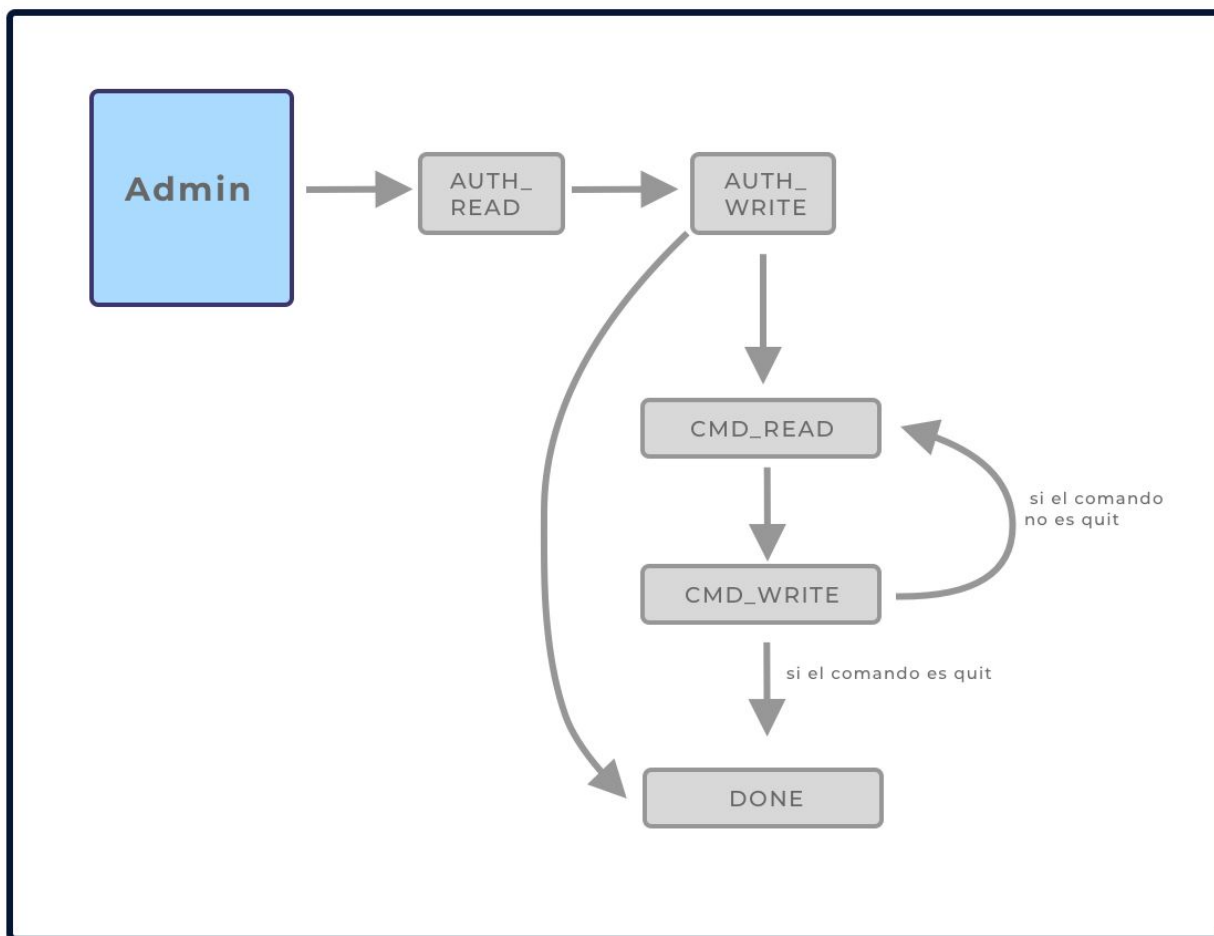 Admin
AUTH_
READ
AUTH_
WRITE
CMD_READ
si el comando
no es quit
CMD_WRITE
si el comando es quit
DONE